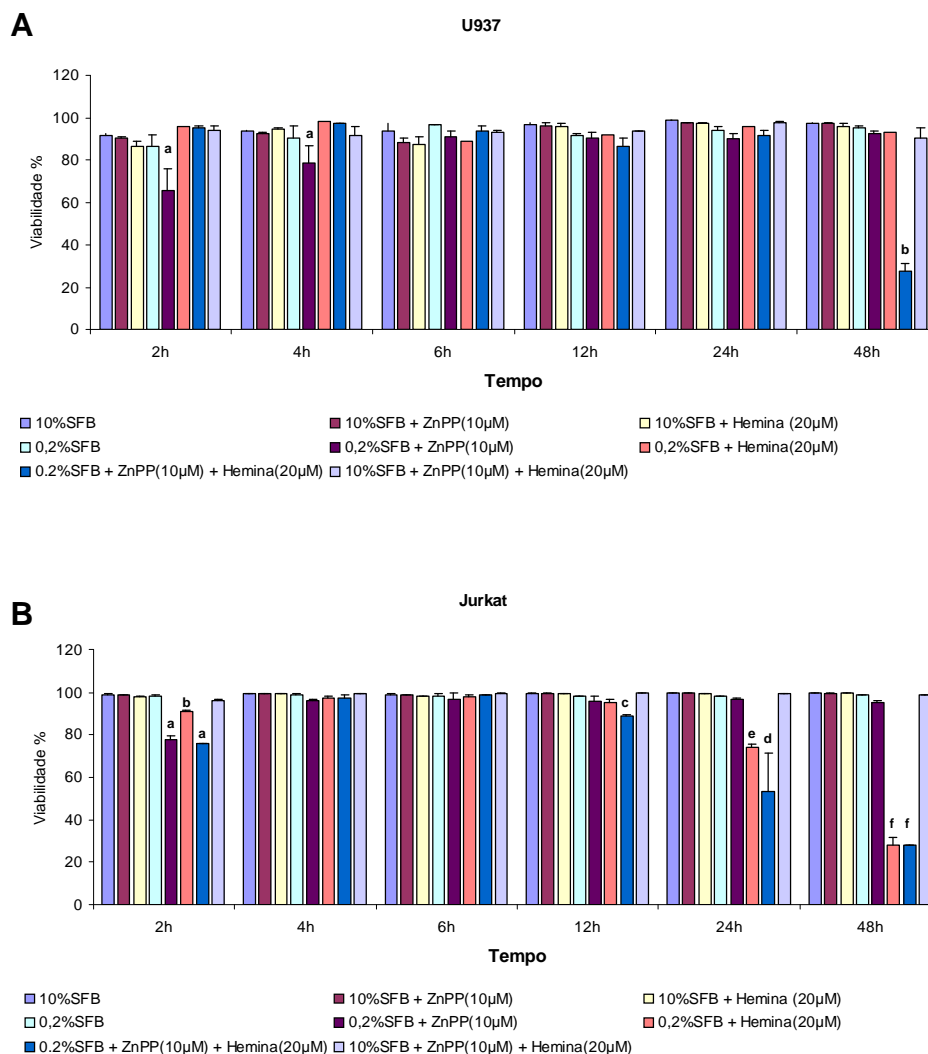 A
U937
120
100
80
60
40
20
0
Viabilidade %
a
a
b
2h 4h 6h 12h 24h 48h
Tempo
10%SFB 10%SFB + ZnPP(10µM) 10%SFB + Hemina (20µM)
0,2%SFB 0,2%SFB + ZnPP(10µM) 0,2%SFB + Hemina(20µM)
0.2%SFB + ZnPP(10µM) + Hemina(20µM) 10%SFB + ZnPP(10µM) + Hemina(20µM)
B
Jurkat
120
100
80
60
40
20
0
Viabilidade %
a b a c e d f f
2h 4h 6h 12h 24h 48h
Tempo
10%SFB 10%SFB + ZnPP(10µM) 10%SFB + Hemina (20µM)
0,2%SFB 0,2%SFB + ZnPP(10µM) 0,2%SFB + Hemina(20µM)
0.2%SFB + ZnPP(10µM) + Hemina(20µM) 10%SFB + ZnPP(10µM) + Hemina(20µM)